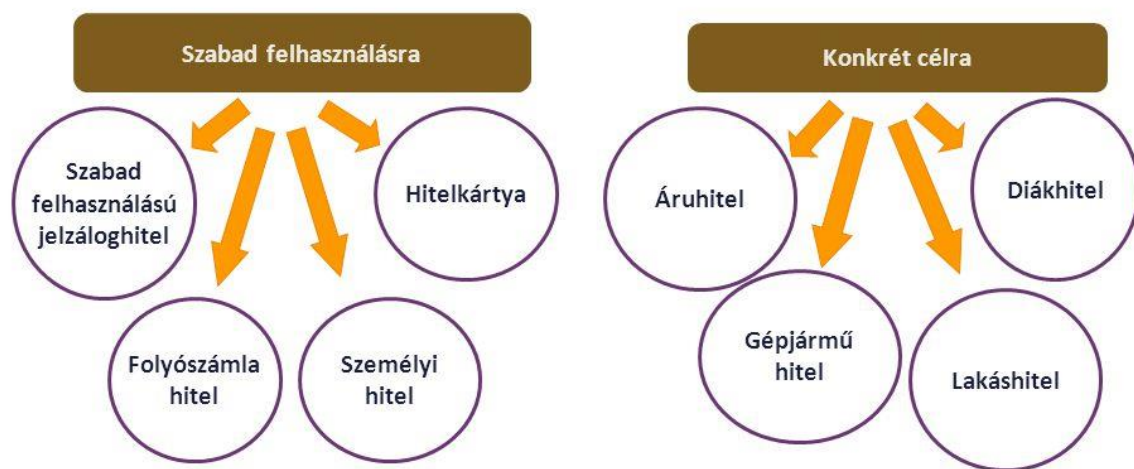 Szabad felhasználásra
Szabad
felhasználású
jelzáloghitel
Folyószámla
hitel
Személyi
hitel
Hitelkártya
Konkrét célra
Áruhitel
Gépjármű
hitel
Lakáshitel
Diákhitel